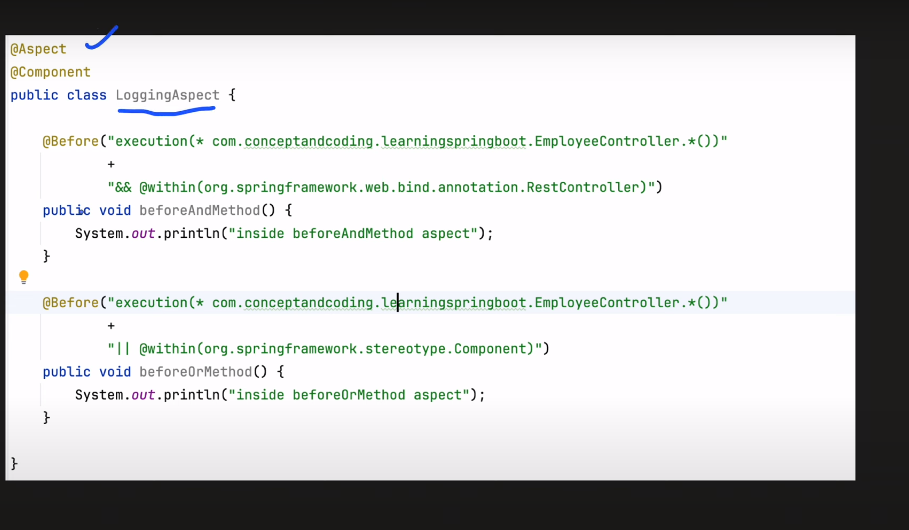 @Aspect
@Component
public class LoggingAspect {
@Before("execution(* com.conceptandcoding.learningspringboot.EmployeeController.*())"
+
"&& @within(org.springframework.web.bind.annotation.RestController)")
public void beforeAndMethod() {
System.out.println("inside beforeAndMethod aspect");
}
@Before("execution(* com.conceptandcoding.learningspringboot.EmployeeController.*())"
+
"|| @within(org.springframework.stereotype.Component)")
public void beforeOrMethod() {
System.out.println("inside beforeOrMethod aspect");
}
}